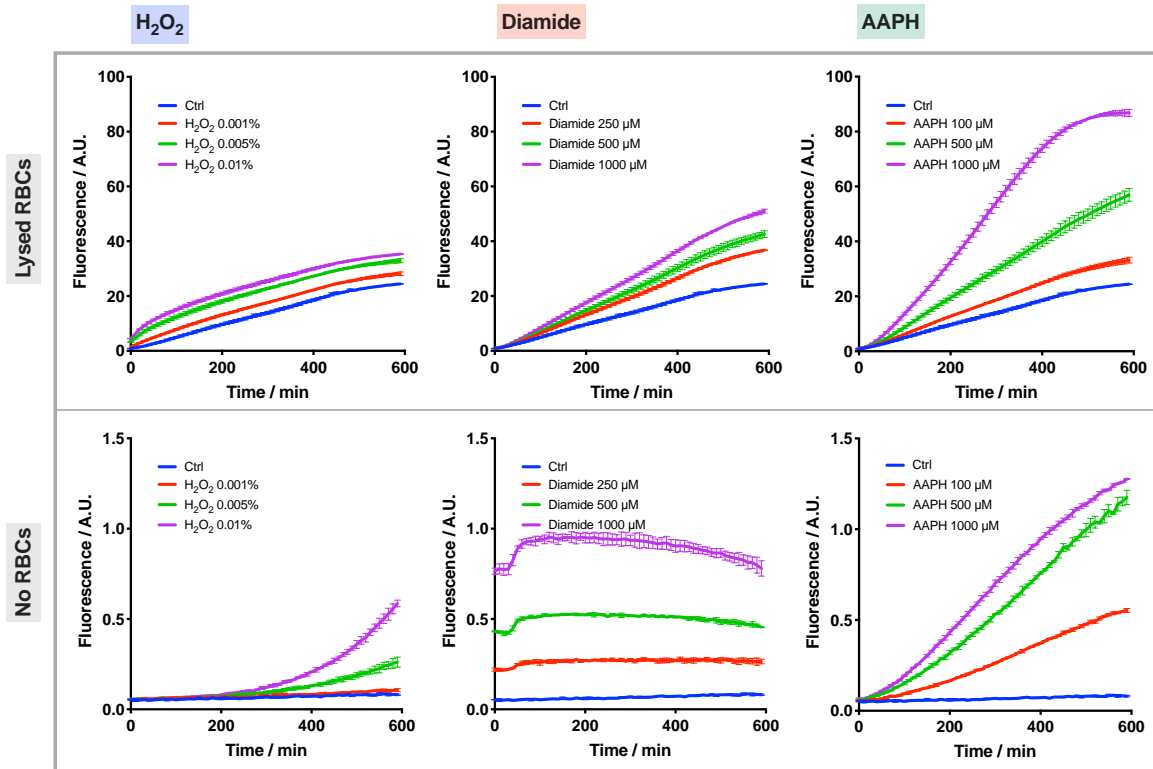 H₂O₂
Diamide
AAPH
Lysed RBCs
Fluorescence / A.U.
100
80
60
40
20
0
Ctrl
H₂O₂ 0.001%
H₂O₂ 0.005%
H₂O₂ 0.01%
0 200 400 600
Time / min
Fluorescence / A.U.
100
80
60
40
20
0
Ctrl
Diamide 250 µM
Diamide 500 µM
Diamide 1000 µM
0 200 400 600
Time / min
Fluorescence / A.U.
100
80
60
40
20
0
Ctrl
AAPH 100 µM
AAPH 500 µM
AAPH 1000 µM
0 200 400 600
Time / min
No RBCs
Fluorescence / A.U.
1.5
1.0
0.5
0.0
Ctrl
H₂O₂ 0.001%
H₂O₂ 0.005%
H₂O₂ 0.01%
0 200 400 600
Time / min
Fluorescence / A.U.
1.5
1.0
0.5
0.0
Ctrl
Diamide 250 µM
Diamide 500 µM
Diamide 1000 µM
0 200 400 600
Time / min
Fluorescence / A.U.
1.5
1.0
0.5
0.0
Ctrl
AAPH 100 µM
AAPH 500 µM
AAPH 1000 µM
0 200 400 600
Time / min